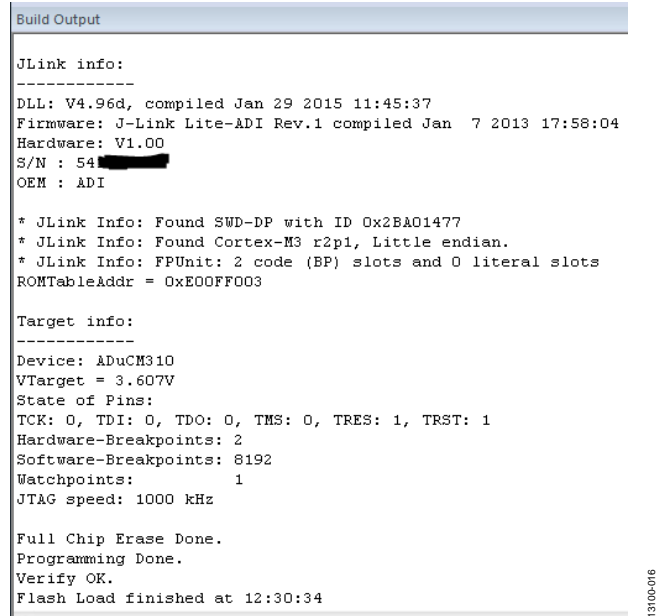 Build Output
JLink info:
------------
DLL: V4.96d, compiled Jan 29 2015 11:45:37
Firmware: J-Link Lite-ADI Rev.1 compiled Jan  7 2013 17:58:04
Hardware: V1.00
S/N : 54
OEM : ADI
* JLink Info: Found SWD-DP with ID 0x2BA01477
* JLink Info: Found Cortex-M3 r2p1, Little endian.
* JLink Info: FPUnit: 2 code (BP) slots and 0 literal slots
ROMTableAddr = 0xE00FF003
Target info:
------------
Device: ADuCM310
VTarget = 3.607V
State of Pins:
TCK: 0, TDI: 0, TDO: 0, TMS: 0, TRES: 1, TRST: 1
Hardware-Breakpoints: 2
Software-Breakpoints: 8192
Watchpoints:          1
JTAG speed: 1000 kHz
Full Chip Erase Done.
Programming Done.
Verify OK.
Flash Load finished at 12:30:34
13100-016